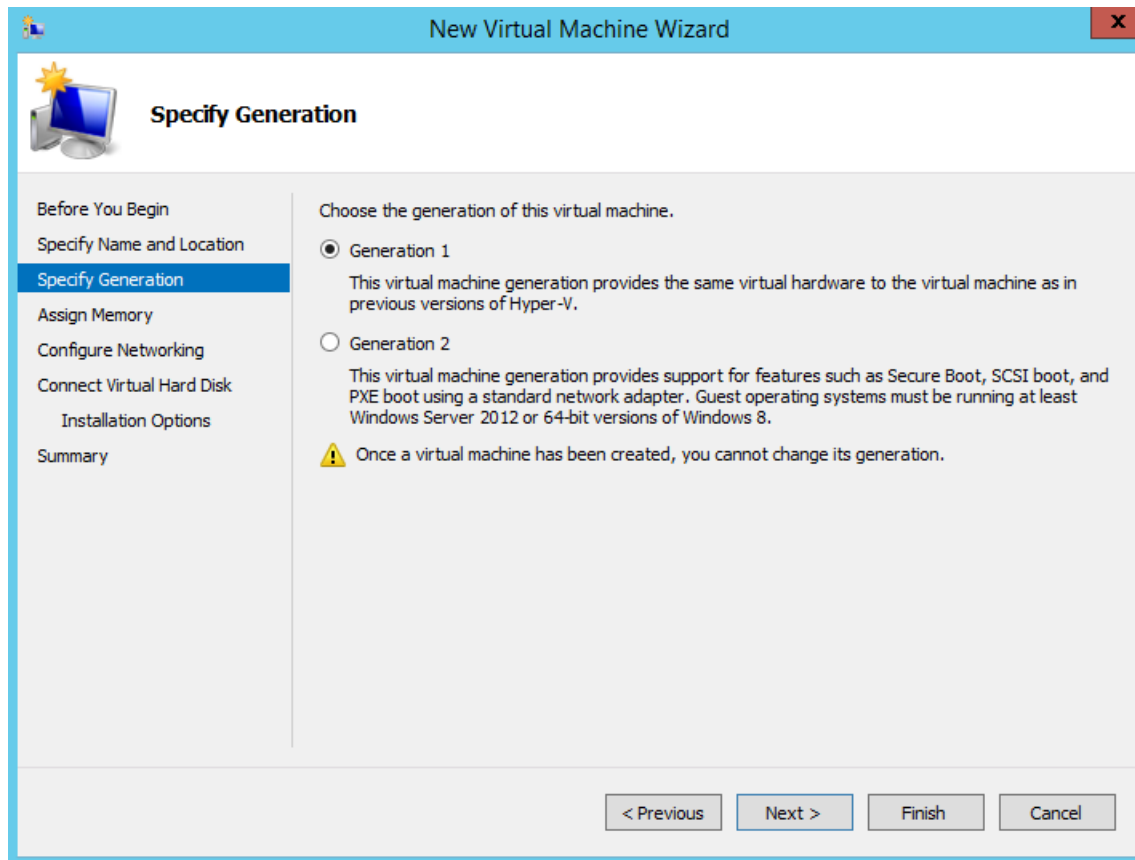 New Virtual Machine Wizard
x
Specify Generation
Before You Begin
Specify Name and Location
Specify Generation
Assign Memory
Configure Networking
Connect Virtual Hard Disk
Installation Options
Summary
Choose the generation of this virtual machine.
Generation 1
This virtual machine generation provides the same virtual hardware to the virtual machine as in
previous versions of Hyper-V.
Generation 2
This virtual machine generation provides support for features such as Secure Boot, SCSI boot, and
PXE boot using a standard network adapter. Guest operating systems must be running at least
Windows Server 2012 or 64-bit versions of Windows 8.
Once a virtual machine has been created, you cannot change its generation.
< Previous
Next >
Finish
Cancel